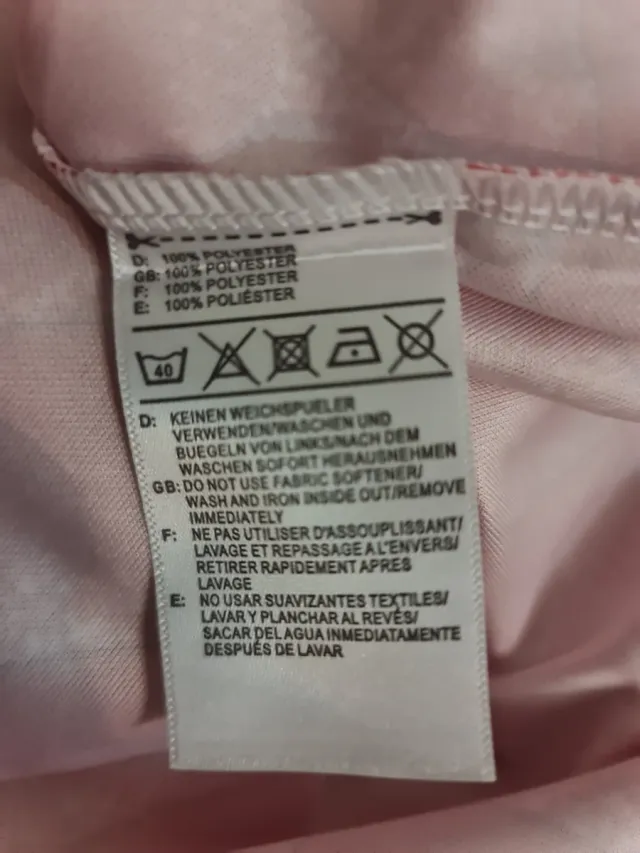 D: 100% POLYESTER
GB: 100% POLYESTER
F: 100% POLYESTER
E: 100% POLIÉSTER
40
D: KEINEN WEICHSPUELER
VERWENDEN/WASCHEN UND
BUEGELN VON LINKS/NACH DEM
WASCHEN SOFORT HERAUSNEHMEN
GB: DO NOT USE FABRIC SOFTENER/
WASH AND IRON INSIDE OUT/REMOVE
IMMEDIATELY
F: NE PAS UTILISER D'ASSOUPLISSANT/
LAVAGE ET REPASSAGE A L'ENVERS/
RETIRER RAPIDEMENT APRES
LAVAGE
E: NO USAR SUAVIZANTES TEXTILES/
LAVAR Y PLANCHAR AL REVÉS/
SACAR DEL AGUA INMEDIATAMENTE
DESPUÉS DE LAVAR